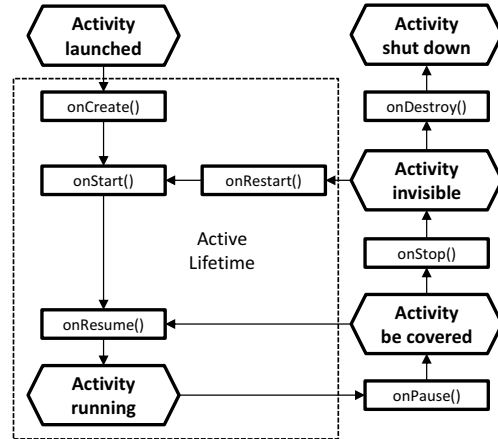 Activity
launched
Activity
shut down
onCreate()
onDestroy()
onStart()
onRestart()
Activity
invisible
Active
Lifetime
onStop()
onResume()
Activity
be covered
Activity
running
onPause()